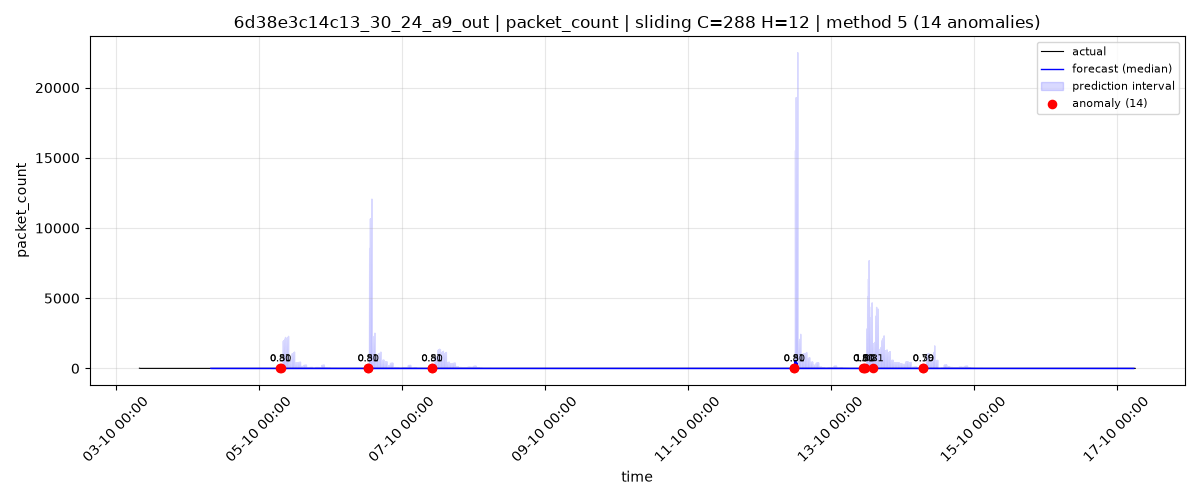 6d38e3c14c13_30_24_a9_out | packet_count | sliding C=288 H=12 | method 5 (14 anomalies)
actual
forecast (median)
prediction interval
anomaly (14)
packet_count
20000
15000
10000
5000
0
03-10 00:00
05-10 00:00
07-10 00:00
09-10 00:00
11-10 00:00
13-10 00:00
15-10 00:00
17-10 00:00
time